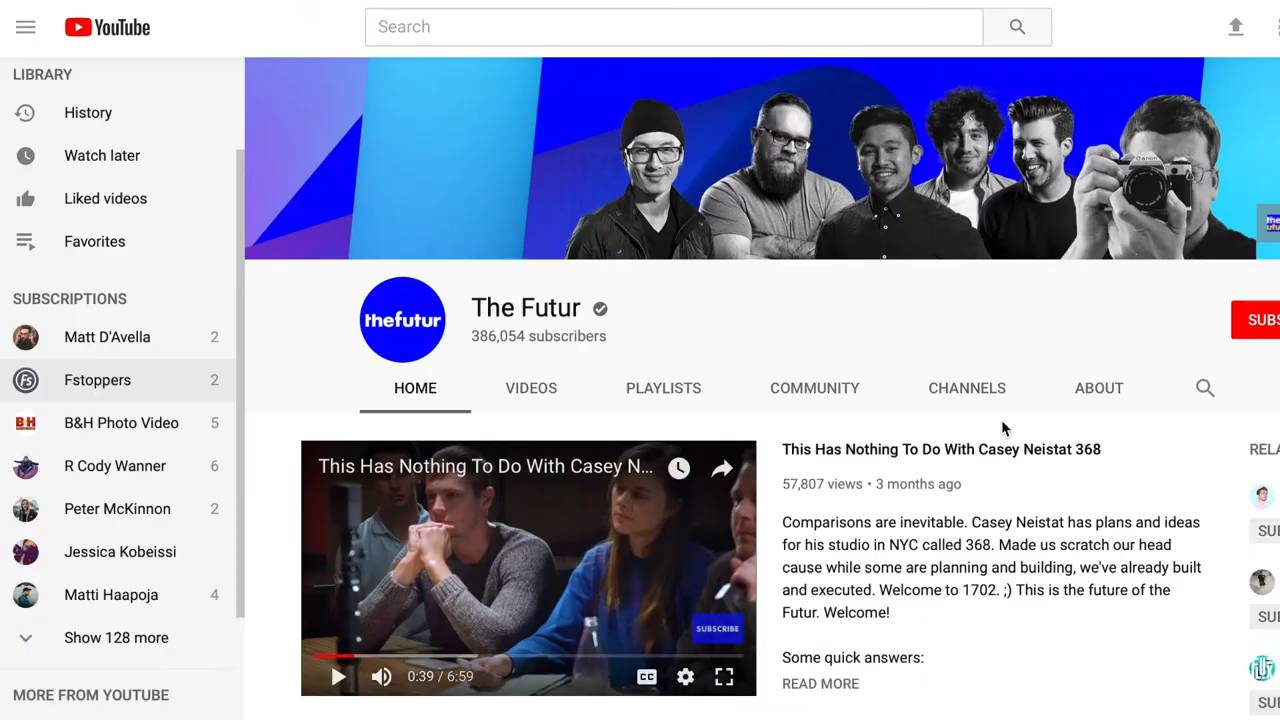 YouTube
Search
LIBRARY
History
Watch later
Liked videos
Favorites
SUBSCRIPTIONS
Matt D'Avella 2
Fstoppers 2
B&H Photo Video 5
R Cody Wanner 6
Peter McKinnon 2
Jessica Kobeissi
Matti Haapoja 4
Show 128 more
MORE FROM YOUTUBE
Canon
thefutur
The Futur
386,054 subscribers
SUBS
HOME VIDEOS PLAYLISTS COMMUNITY CHANNELS ABOUT
This Has Nothing To Do With Casey N...
SUBSCRIBE
0:39 / 6:59
CC
This Has Nothing To Do With Casey Neistat 368
57,807 views • 3 months ago
Comparisons are inevitable. Casey Neistat has plans and ideas
for his studio in NYC called 368. Made us scratch our head
cause while some are planning and building, we've already built
and executed. Welcome to 1702. ;) This is the future of the
Futur. Welcome!
Some quick answers:
READ MORE
RELA
SUE
SUE
SUE